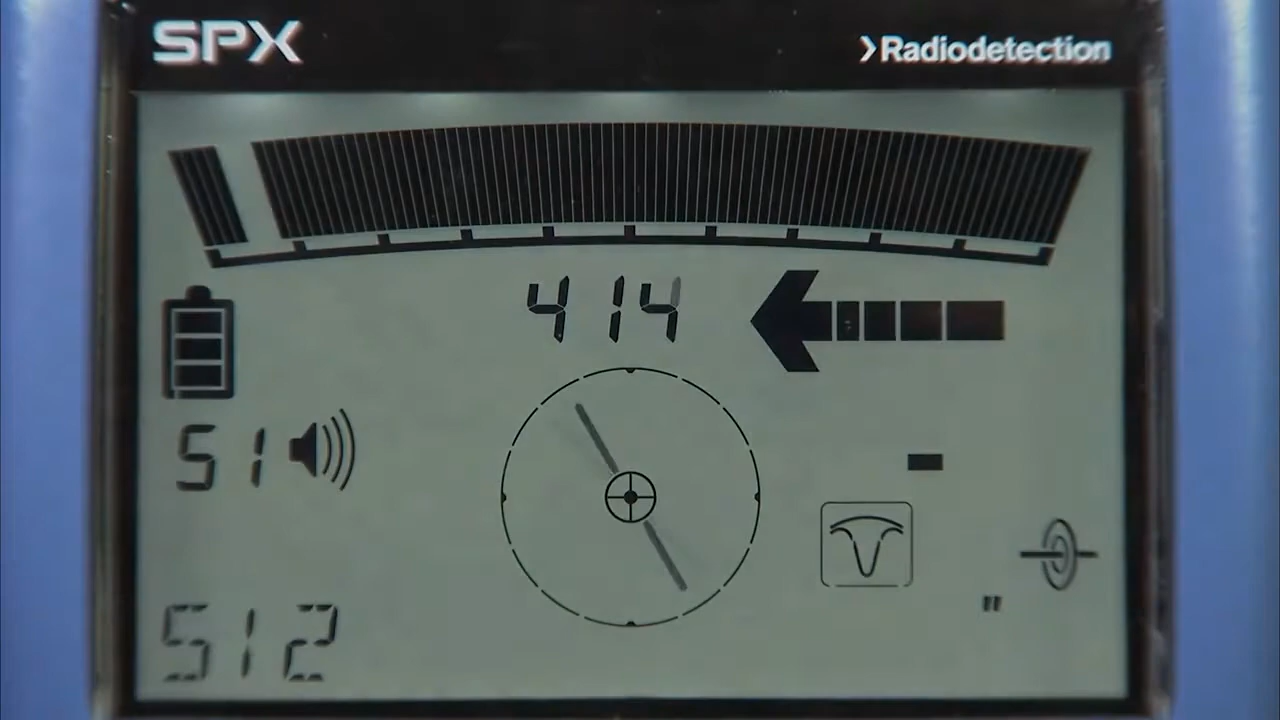 SPX
›Radiodetection
414
51
-
"
512